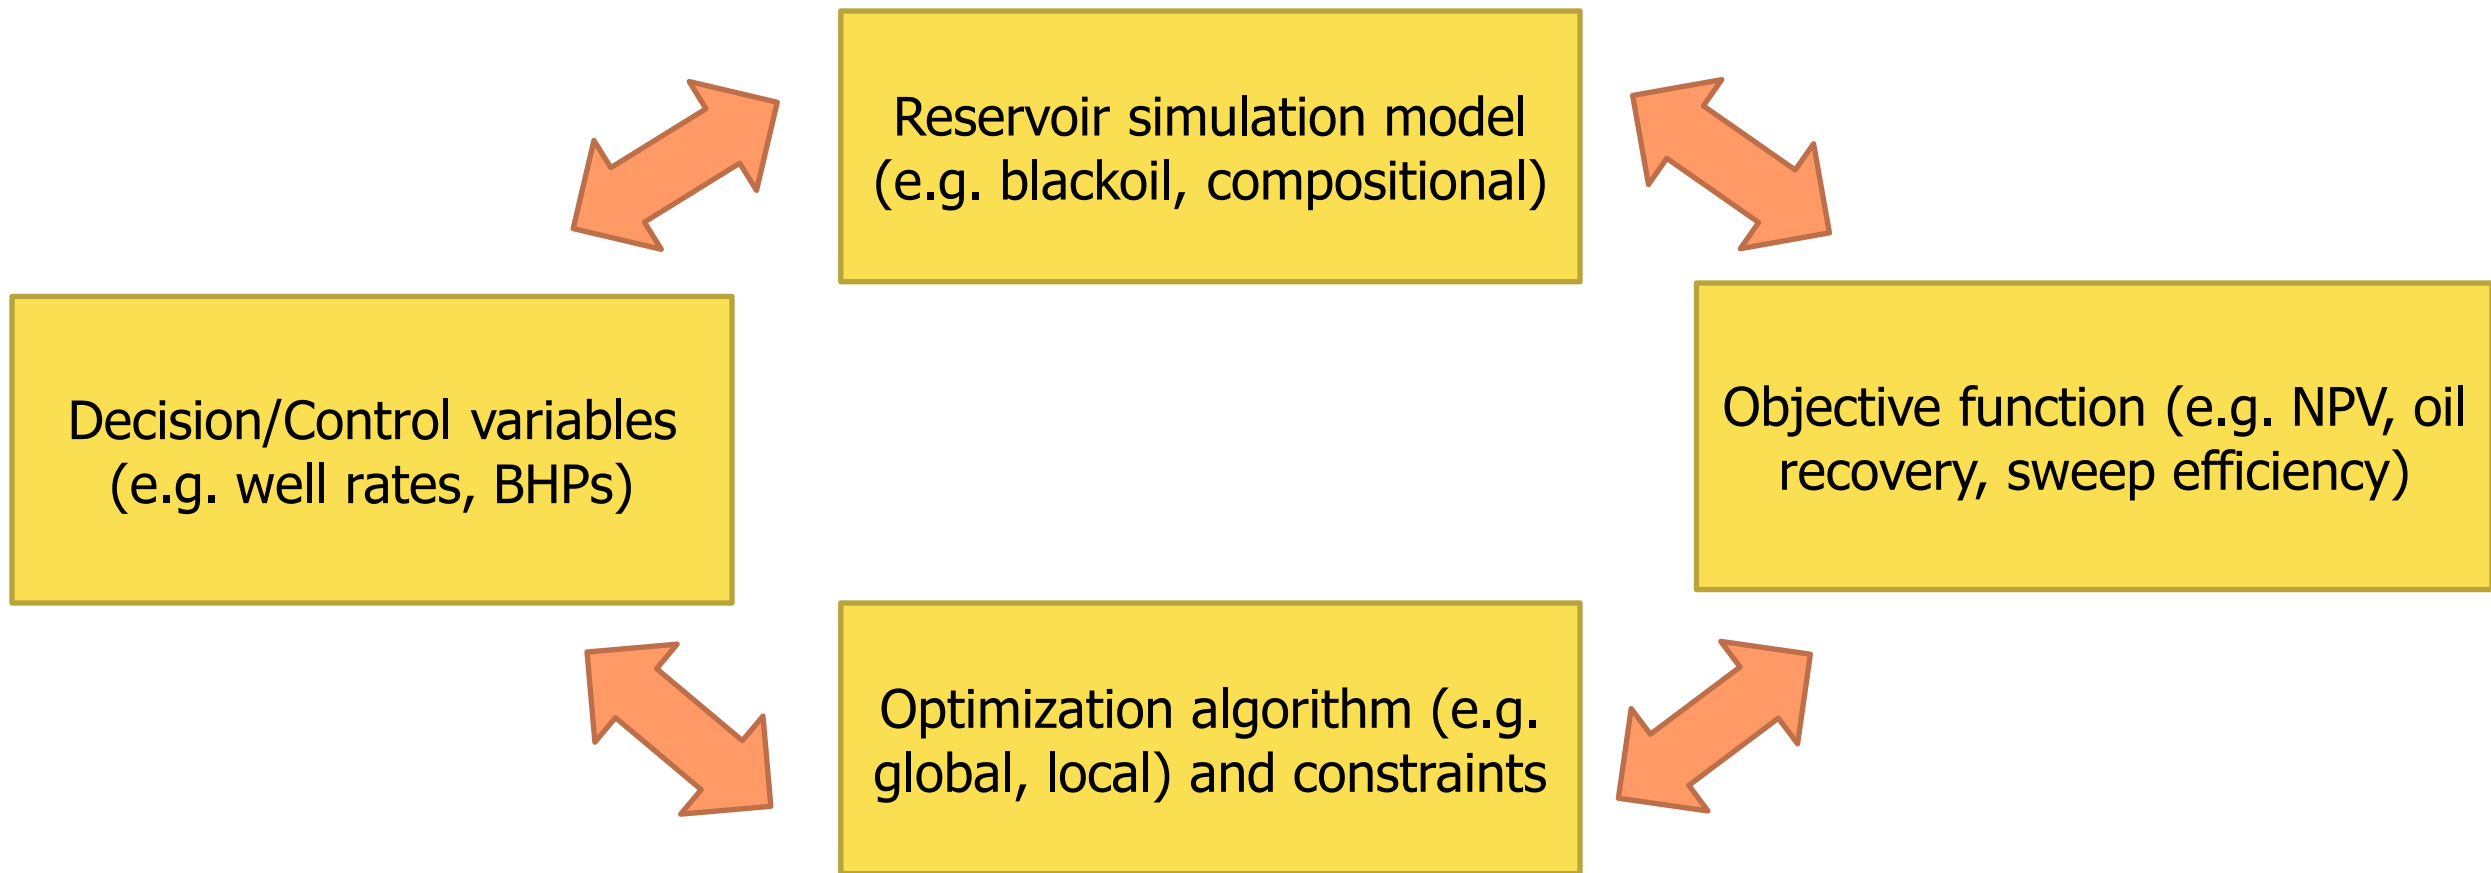 Reservoir simulation model
(e.g. blackoil, compositional)
Decision/Control variables
(e.g. well rates, BHPs)
Objective function (e.g. NPV, oil
recovery, sweep efficiency)
Optimization algorithm (e.g.
global, local) and constraints